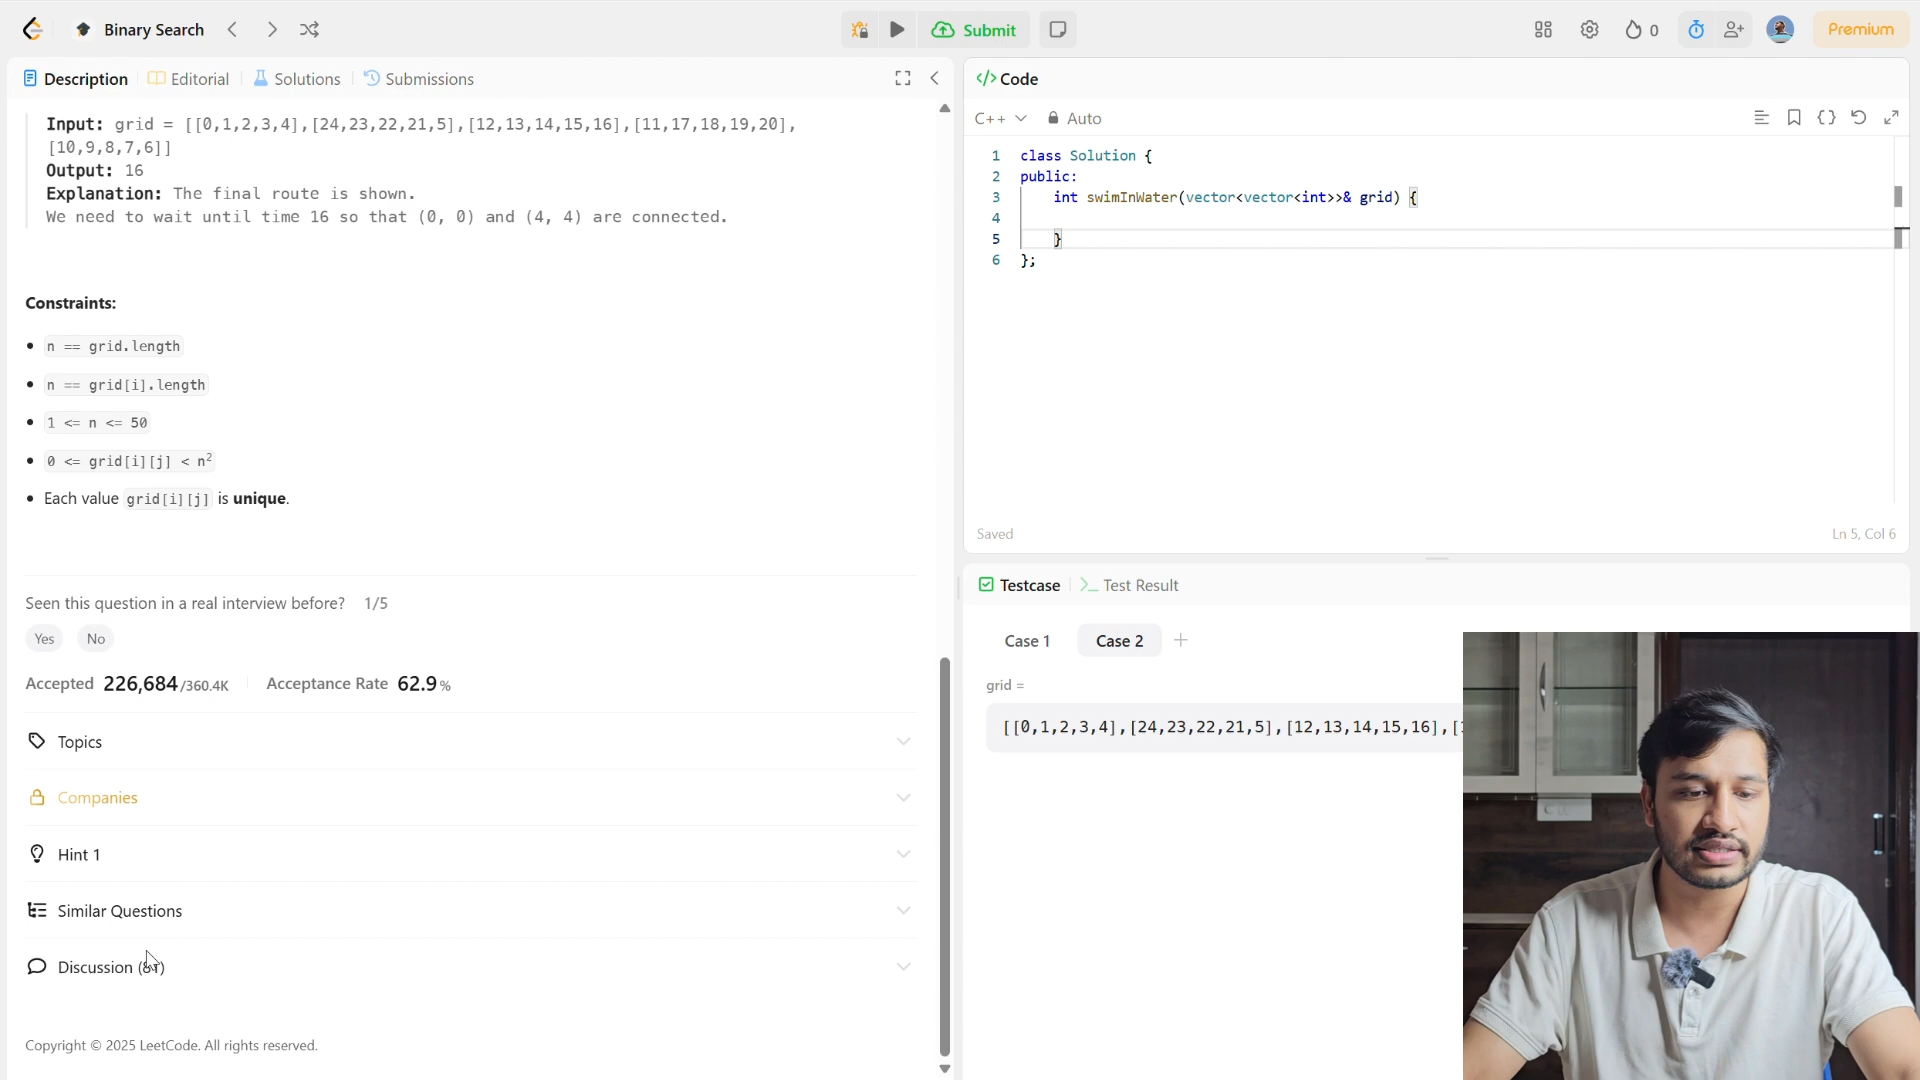 Binary Search
Submit
0
Premium
Description
Editorial
Solutions
Submissions
Input: grid = [[0,1,2,3,4],[24,23,22,21,5],[12,13,14,15,16],[11,17,18,19,20],
[10,9,8,7,6]]
Output: 16
Explanation: The final route is shown.
We need to wait until time 16 so that (0, 0) and (4, 4) are connected.
Constraints:
• n == grid.length
• n == grid[i].length
• 1 <= n <= 50
• 0 <= grid[i][j] < n²
• Each value grid[i][j] is unique.
Seen this question in a real interview before? 1/5
Yes No
Accepted 226,684/360.4K Acceptance Rate 62.9%
Topics
Companies
Hint 1
Similar Questions
Discussion
Copyright © 2025 LeetCode. All rights reserved.
</> Code
C++ Auto
1 class Solution {
2 public:
3 int swimInWater(vector<vector<int>>& grid) {
4
5 }
6 };
Saved
Ln 5, Col 6
Testcase
Test Result
Case 1
Case 2
grid =
[[0,1,2,3,4],[24,23,22,21,5],[12,13,14,15,16],[